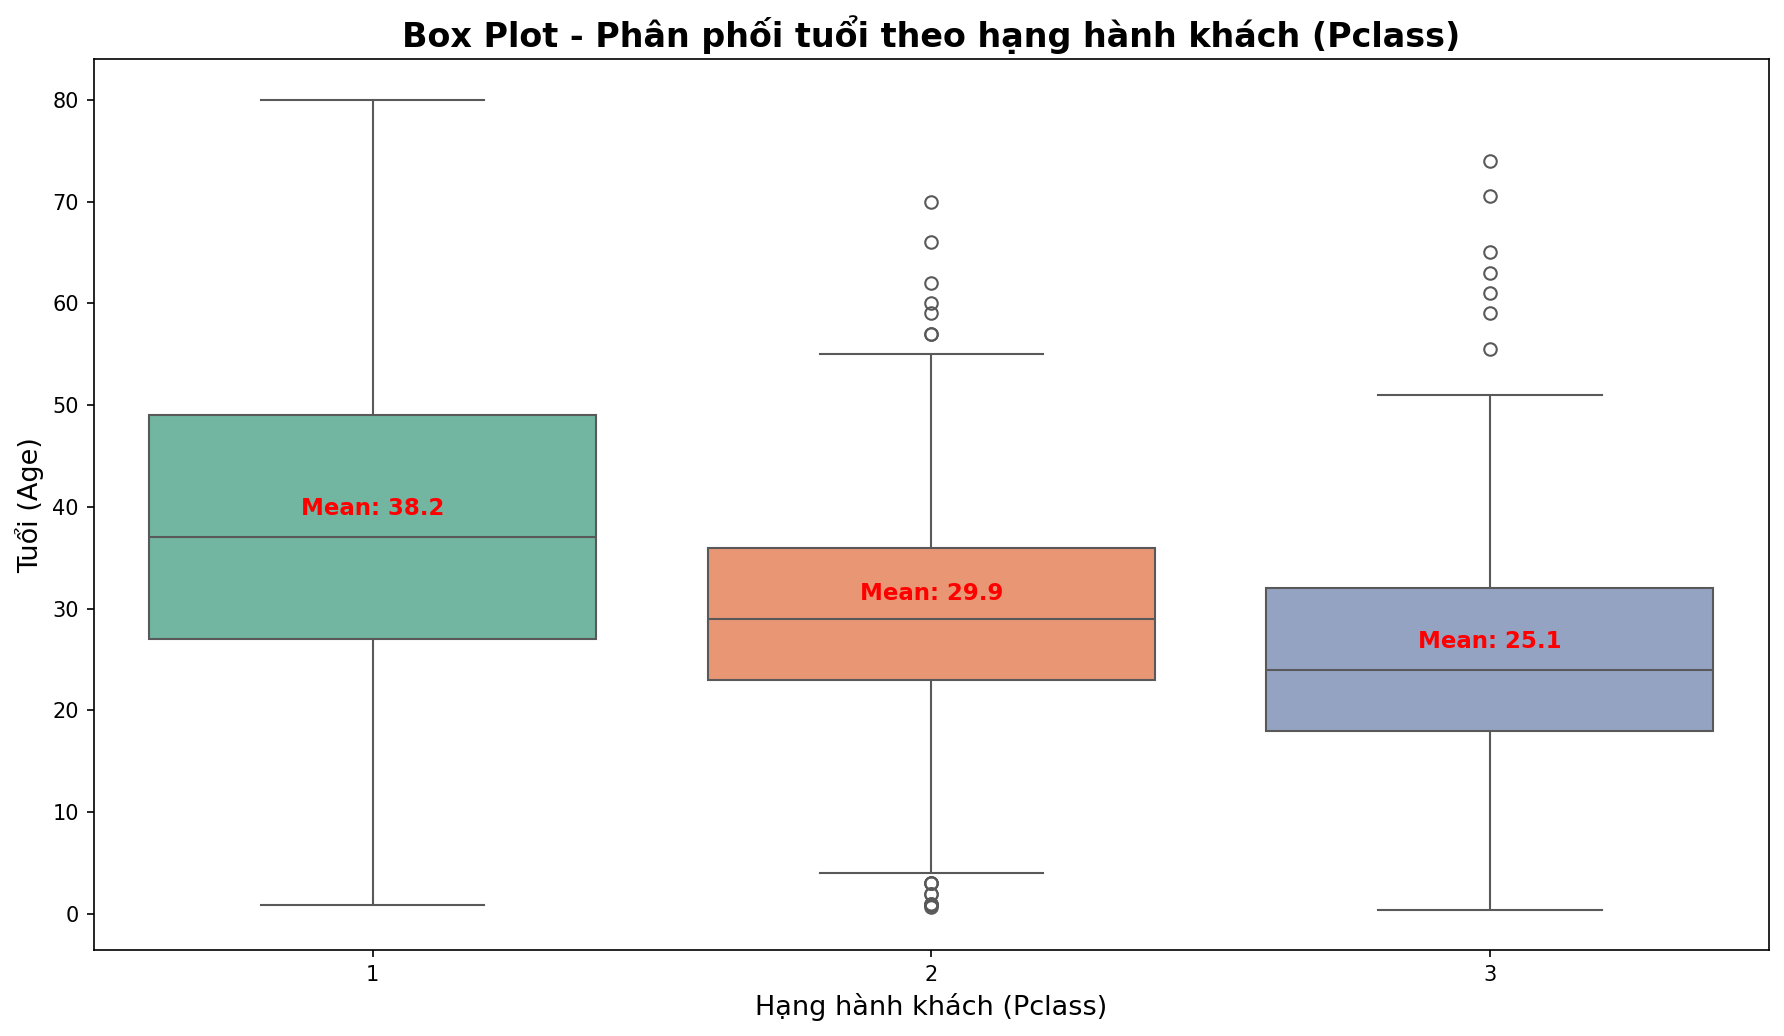 Box Plot - Phân phối tuổi theo hạng hành khách (Pclass)
Tuổi (Age)
80
70
60
50
40
30
20
10
0
Mean: 38.2
Mean: 29.9
Mean: 25.1
1
2
3
Hạng hành khách (Pclass)